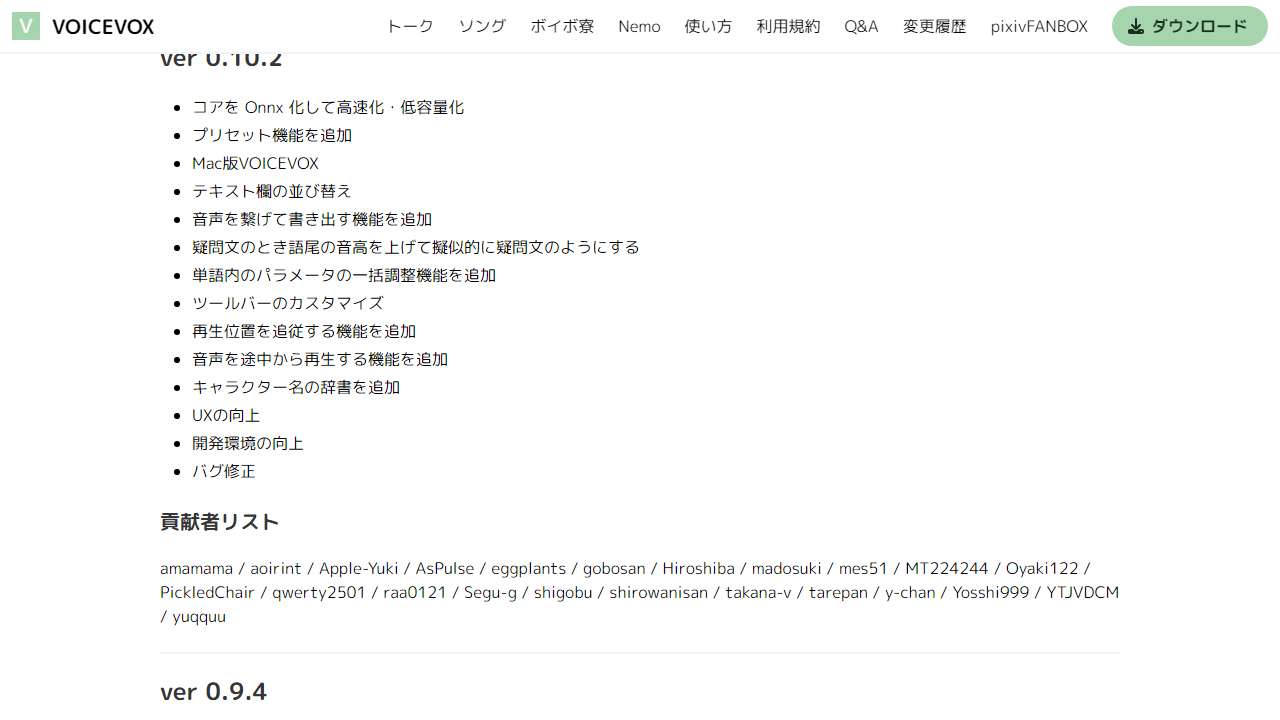 V VOICEVOX トーク ソング ボイボ寮 Nemo 使い方 利用規約 Q&A 変更履歴 pixivFANBOX ダウンロード
ver 0.10.2
コアを Onnx 化して高速化・低容量化
プリセット機能を追加
Mac版VOICEVOX
テキスト欄の並び替え
音声を繋げて書き出す機能を追加
疑問文のとき語尾の音高を上げて擬似的に疑問文のようにする
単語内のパラメータの一括調整機能を追加
ツールバーのカスタマイズ
再生位置を追従する機能を追加
音声を途中から再生する機能を追加
キャラクター名の辞書を追加
UXの向上
開発環境の向上
バグ修正
貢献者リスト
amamama / aoirint / Apple-Yuki / AsPulse / eggplants / gobosan / Hiroshiba / madosuki / mes51 / MT224244 / Oyaki122 /
PickledChair / qwerty2501 / raa0121 / Segu-g / shigobu / shirowanisan / takana-v / tarepan / y-chan / Yosshi999 / YTJVDCM
/ yuqquu
ver 0.9.4